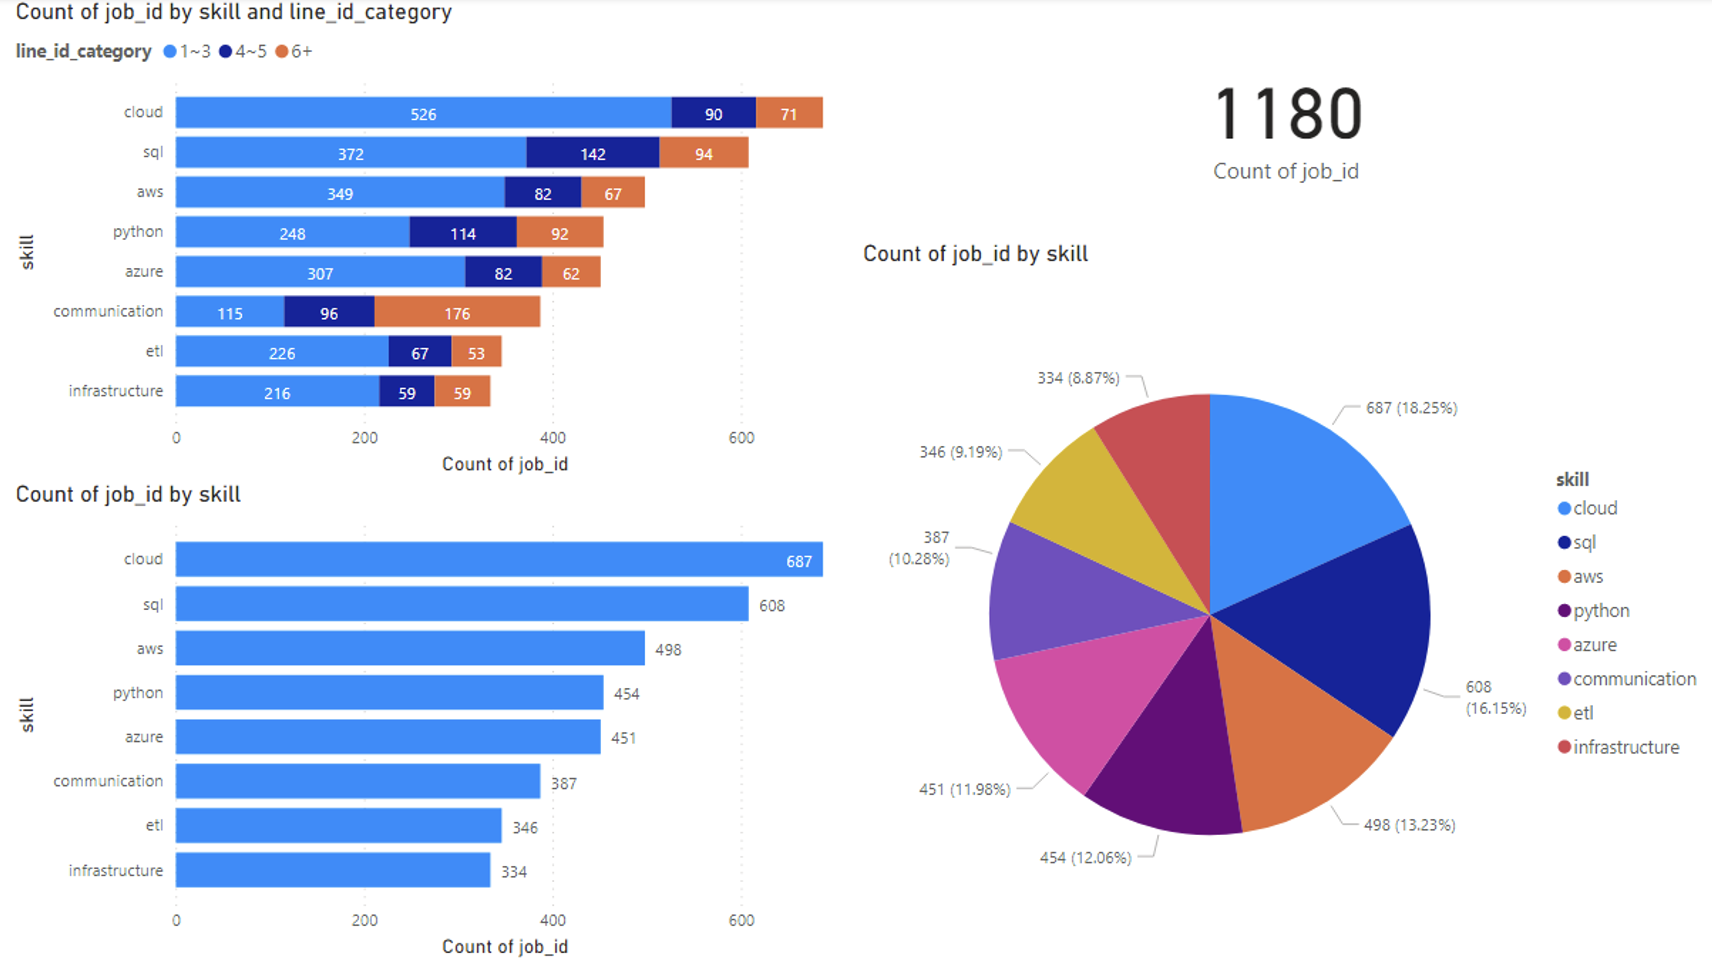 Count of job_id by skill and line_id_category
line_id_category 1~3 4~5 6+
skill
cloud 526 90 71
sql 372 142 94
aws 349 82 67
python 248 114 92
azure 307 82 62
communication 115 96 176
etl 226 67 53
infrastructure 216 59 59
0 200 400 600
Count of job_id
Count of job_id by skill
skill
cloud 687
sql 608
aws 498
python 454
azure 451
communication 387
etl 346
infrastructure 334
0 200 400 600
Count of job_id
1180
Count of job_id
Count of job_id by skill
334 (8.87%)
687 (18.25%)
346 (9.19%)
387
(10.28%)
608
(16.15%)
451 (11.98%)
498 (13.23%)
454 (12.06%)
skill
cloud
sql
aws
python
azure
communication
etl
infrastructure